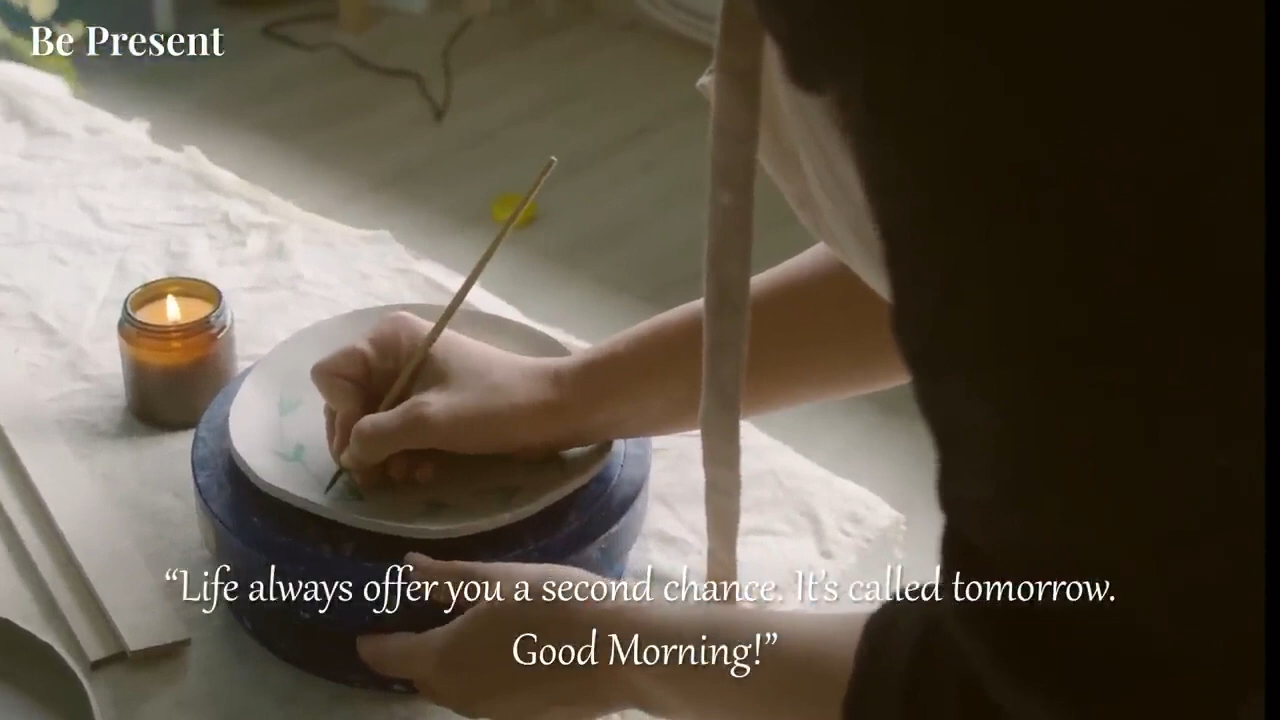 Be Present
“Life always offer you a second chance. It’s called tomorrow.
Good Morning!”